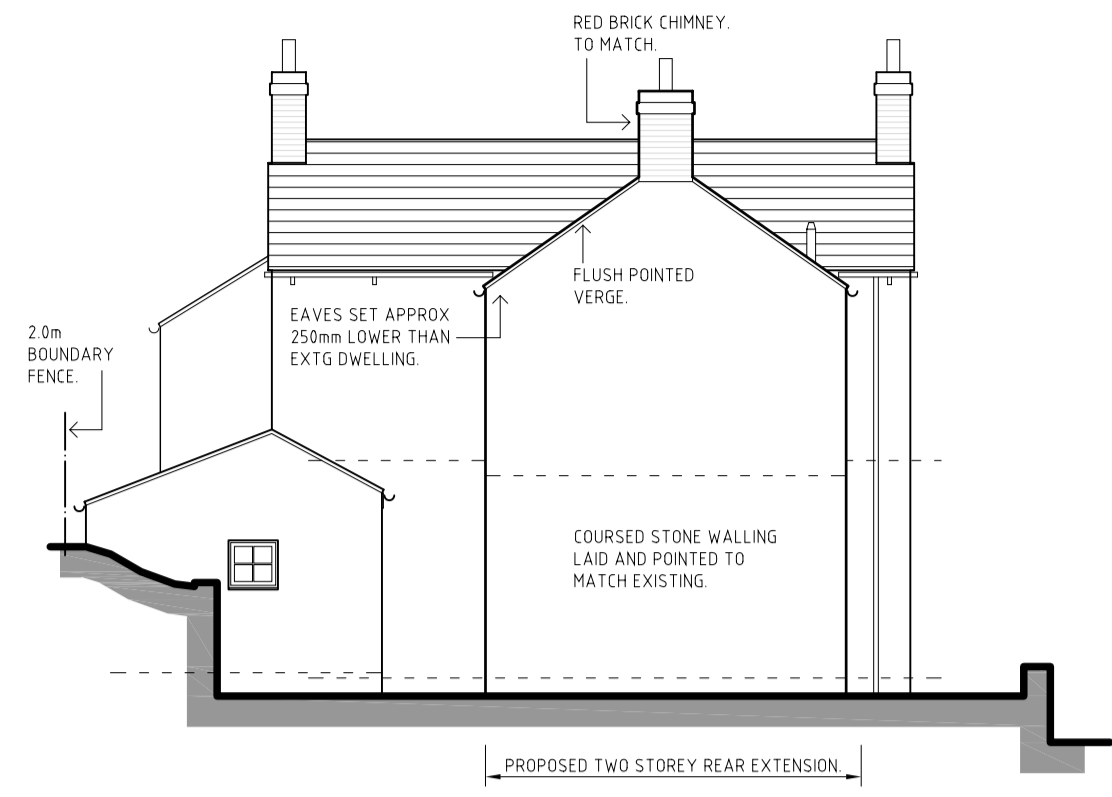 RED BRICK CHIMNEY.
TO MATCH.
FLUSH POINTED
VERGE.
EAVES SET APPROX
250mm LOWER THAN
EXTG DWELLING.
2.0m
BOUNDARY
FENCE.
COURSED STONE WALLING
LAID AND POINTED TO
MATCH EXISTING.
PROPOSED TWO STOREY REAR EXTENSION.